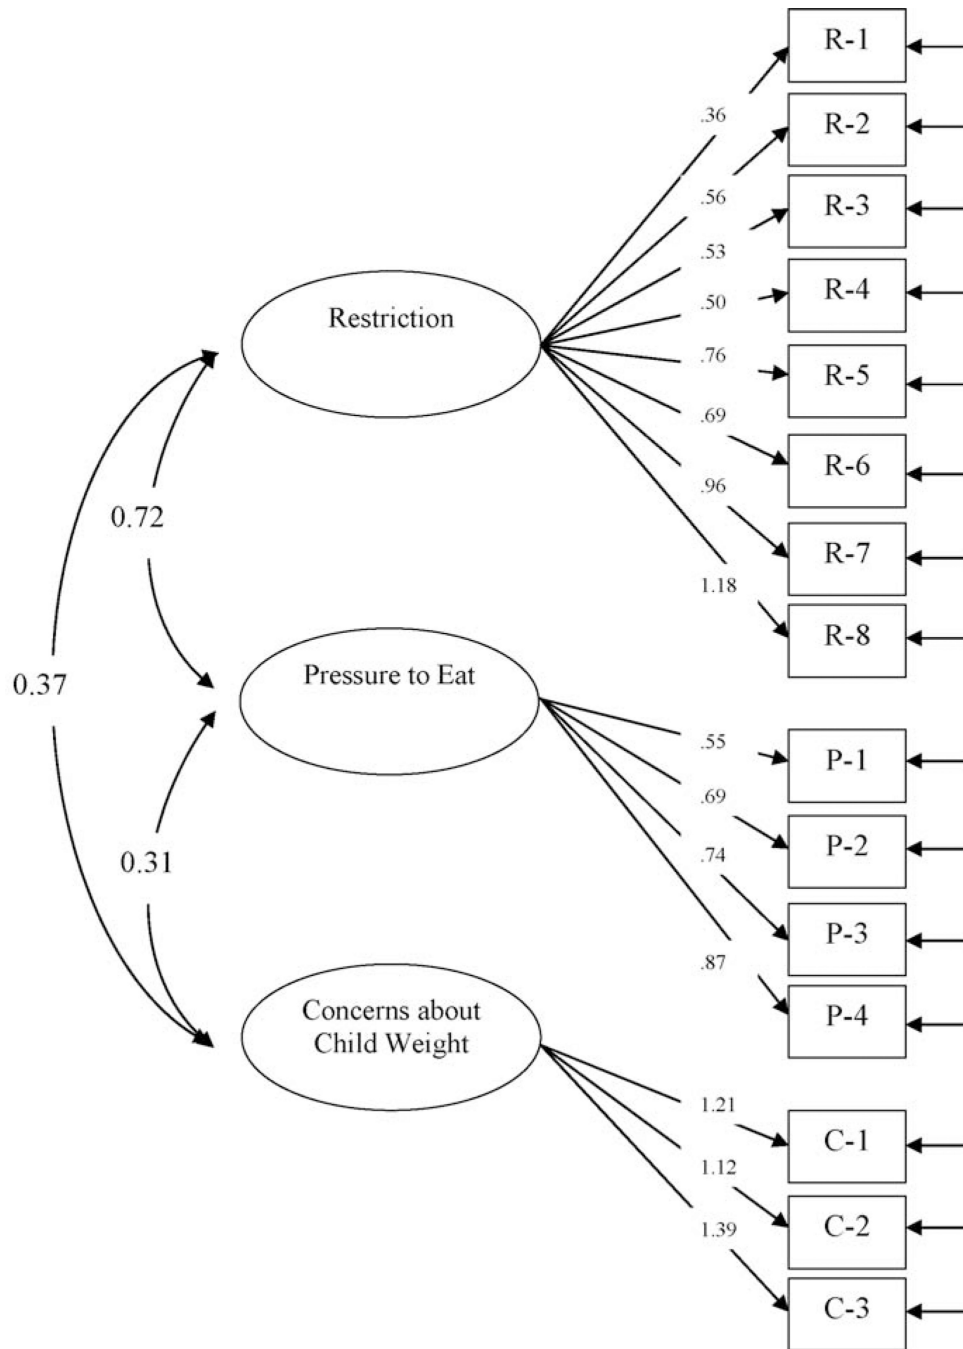 R-1
.36
R-2
.56
R-3
.53
R-4
.50
Restriction
R-5
.76
R-6
.69
R-7
.96
R-8
1.18
0.72
0.37
Pressure to Eat
P-1
.55
P-2
.69
P-3
.74
P-4
.87
0.31
Concerns about
Child Weight
C-1
1.21
C-2
1.12
C-3
1.39